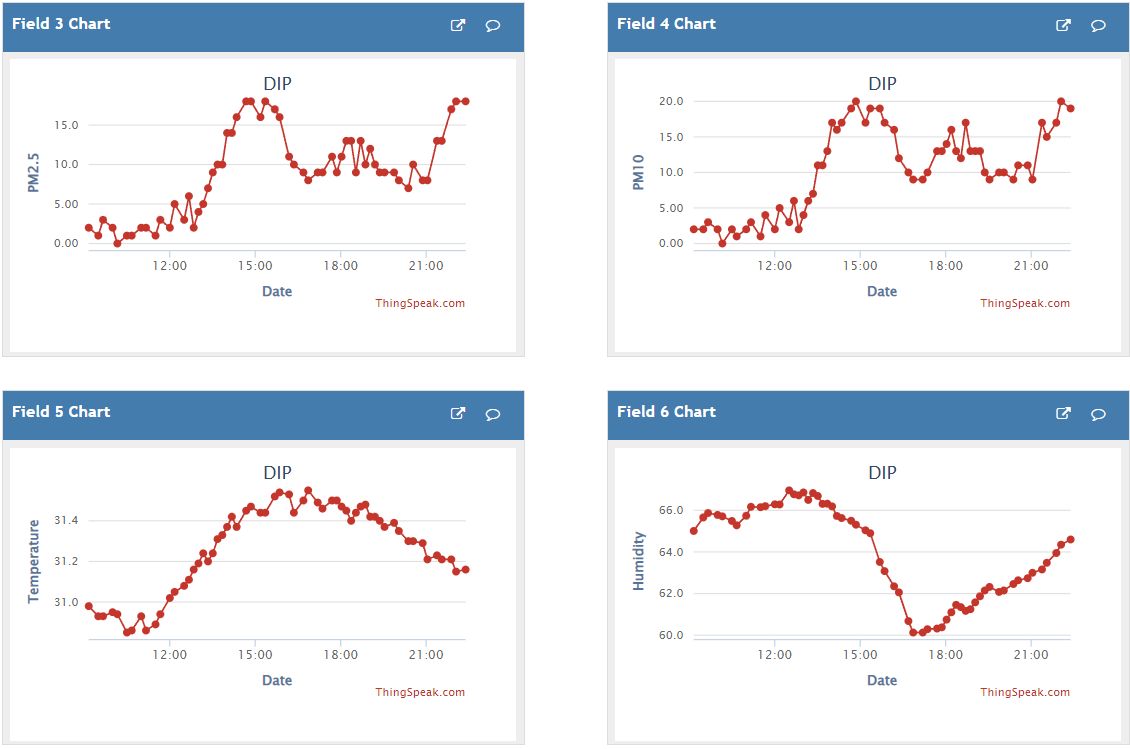 Field 3 Chart
DIP
PM2.5
15.0
10.0
5.00
0.00
12:00 15:00 18:00 21:00
Date
ThingSpeak.com
Field 4 Chart
DIP
PM10
20.0
15.0
10.0
5.00
0.00
12:00 15:00 18:00 21:00
Date
ThingSpeak.com
Field 5 Chart
DIP
Temperature
31.4
31.2
31.0
12:00 15:00 18:00 21:00
Date
ThingSpeak.com
Field 6 Chart
DIP
Humidity
66.0
64.0
62.0
60.0
12:00 15:00 18:00 21:00
Date
ThingSpeak.com